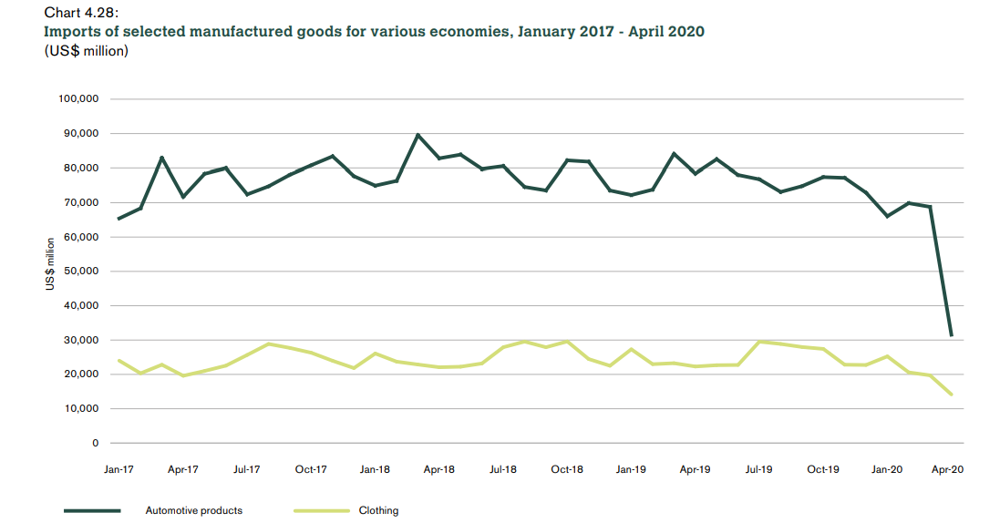 Chart 4.28:
Imports of selected manufactured goods for various economies, January 2017 - April 2020
(US$ million)
100,000
90,000
80,000
70,000
60,000
50,000
40,000
30,000
20,000
10,000
0
US$ million
Jan-17 Apr-17 Jul-17 Oct-17 Jan-18 Apr-18 Jul-18 Oct-18 Jan-19 Apr-19 Jul-19 Oct-19 Jan-20 Apr-20
Automotive products Clothing